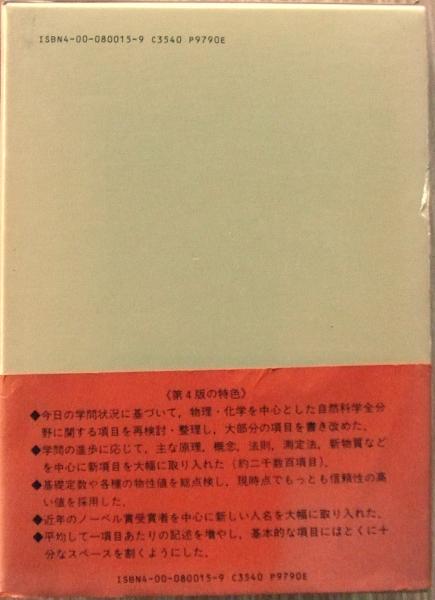 ISBN4-00-080015-9 C3540 P9790E
《第4版の特色》
◆今日の学問状況に基づいて，物理・化学を中心とした自然科学全分
野に関する項目を再検討・整理し，大部分の項目を書き改めた．
◆学問の進歩に応じて，主な原理，概念，法則，測定法，新物質など
を中心に新項目を大幅に取り入れた（約二千数百項目）．
◆基礎定数や各種の物性値を総点検し，現時点でもっとも信頼性の高
い値を採用した．
◆近年のノーベル賞受賞者を中心に新しい人名を大幅に取り入れた．
◆平均して一項目あたりの記述を増やし，基本的な項目にはとくに十
分なスペースを割くようにした．
ISBN4-00-080015-9 C3540 P9790E